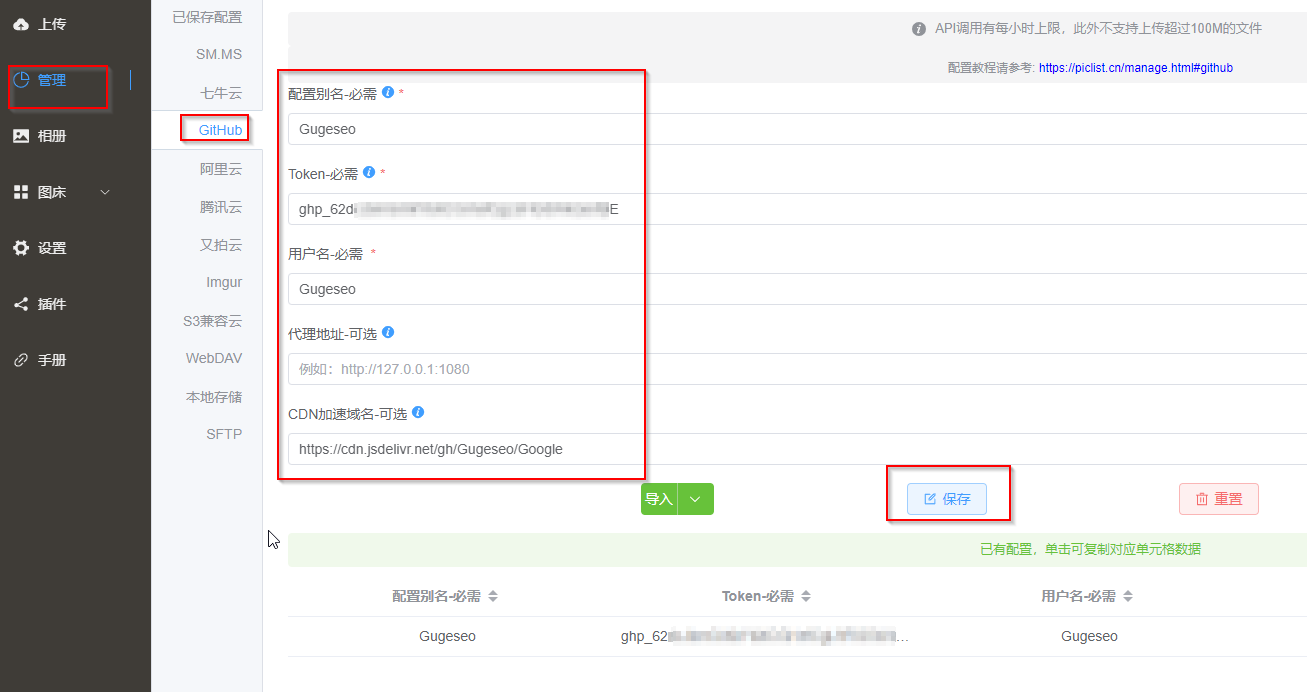 上传
管理
相册
图床
设置
插件
手册
已保存配置
SM.MS
七牛云
GitHub
阿里云
腾讯云
又拍云
Imgur
S3兼容云
WebDAV
本地存储
SFTP
API调用有每小时上限，此外不支持上传超过100M的文件
配置教程请参考: https://piclist.cn/manage.html#github
配置别名-必需 *
Gugeseo
Token-必需 *
ghp_62d E
用户名-必需 *
Gugeseo
代理地址-可选
例如：http://127.0.0.1:1080
CDN加速域名-可选
https://cdn.jsdelivr.net/gh/Gugeseo/Google
导入 保存 重置
已有配置，单击可复制对应单元格数据
配置别名-必需 Token-必需 用户名-必需
Gugeseo ghp_62 ... Gugeseo